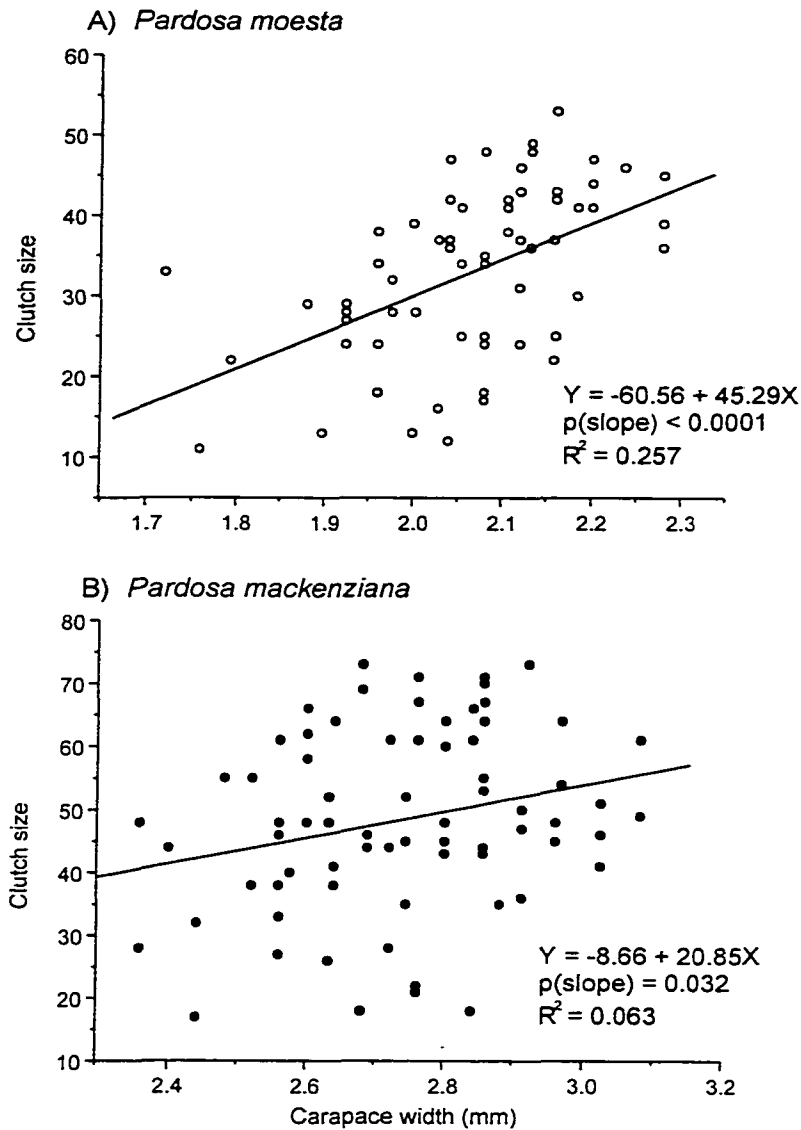 A) Pardosa moesta
60
50
40
30
20
10
Clutch size
Y = -60.56 + 45.29X
p(slope) < 0.0001
R² = 0.257
1.7 1.8 1.9 2.0 2.1 2.2 2.3
B) Pardosa mackenziana
80
70
60
50
40
30
20
10
Clutch size
Y = -8.66 + 20.85X
p(slope) = 0.032
R² = 0.063
2.4 2.6 2.8 3.0 3.2
Carapace width (mm)